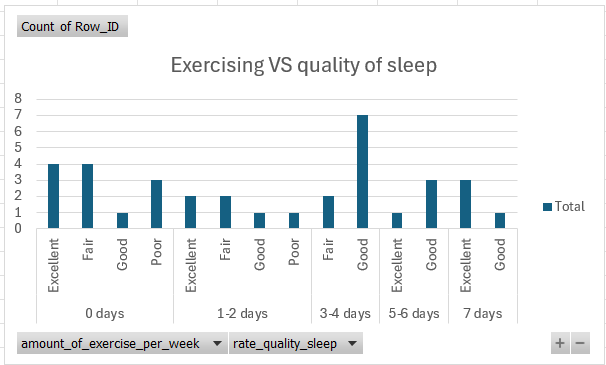 Count of Row_ID
Exercising VS quality of sleep
8
7
6
5
4
3
2
1
0
Excellent
Fair
Good
Poor
Excellent
Fair
Good
Poor
Fair
Good
Excellent
Good
Excellent
Good
0 days
1-2 days
3-4 days
5-6 days
7 days
Total
amount_of_exercise_per_week
rate_quality_sleep
+ -